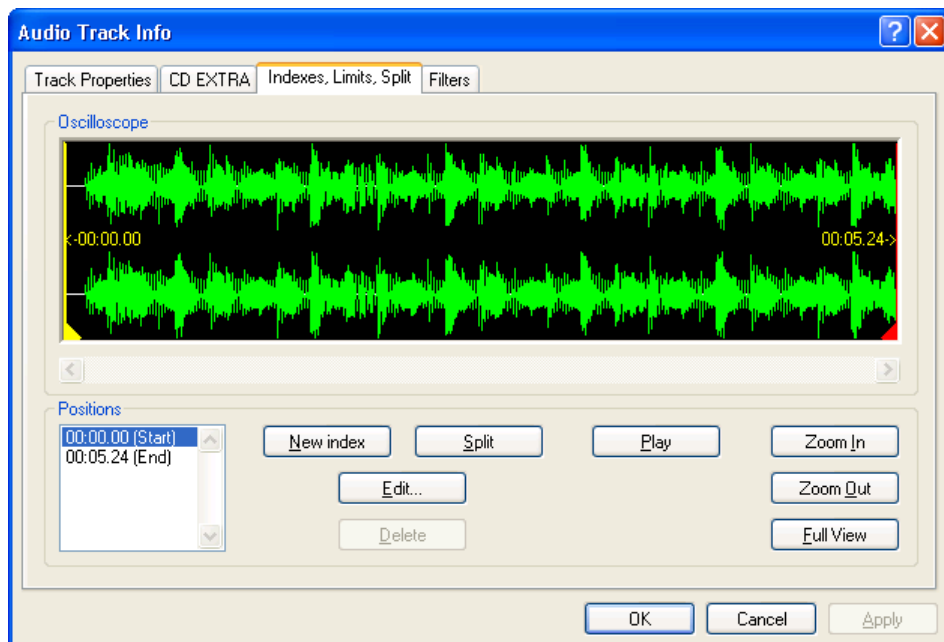 Audio Track Info
Track Properties CD EXTRA Indexes, Limits, Split Filters
Oscilloscope
<-00:00.00 00:05.24->
Positions
00:00.00 (Start)
00:05.24 (End)
New index Split Play Zoom In
Edit... Zoom Out
Delete Full View
OK Cancel Apply